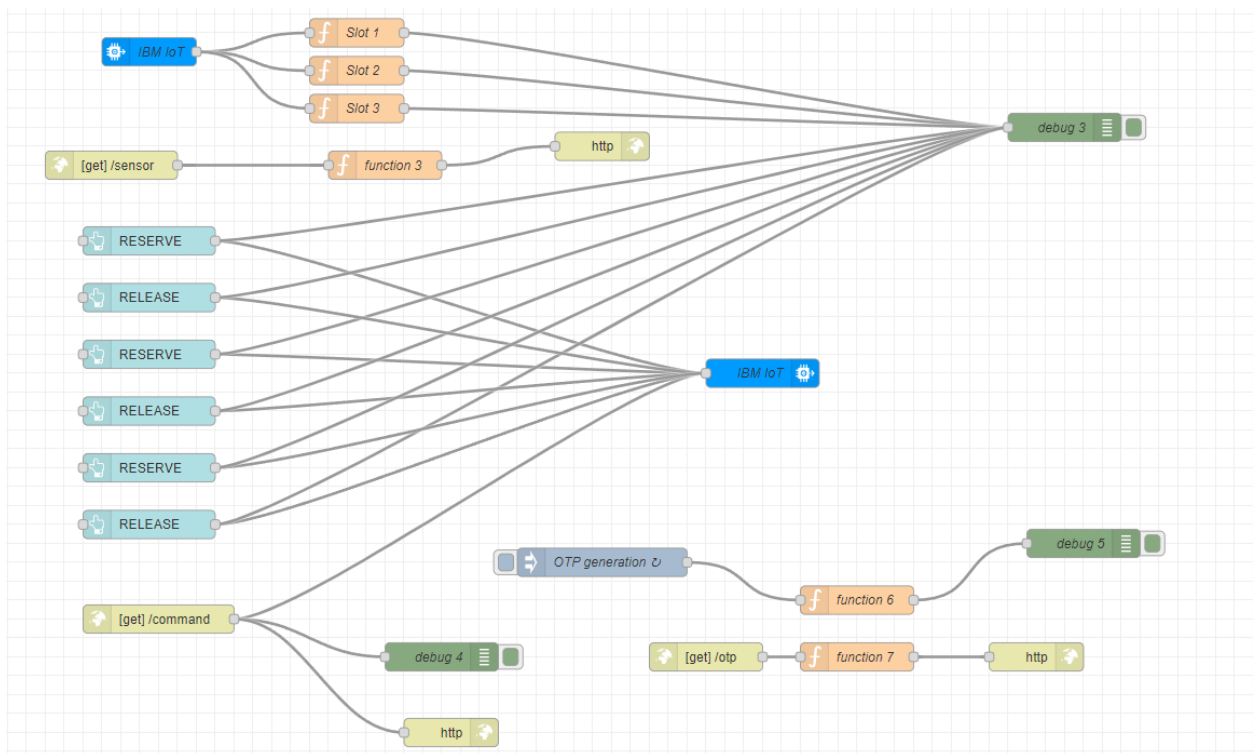 IBM IoT
Slot 1
Slot 2
Slot 3
debug 3
[get] /sensor
function 3
http
RESERVE
RELEASE
RESERVE
IBM IoT
RELEASE
RESERVE
RELEASE
OTP generation ↻
debug 5
function 6
[get] /command
debug 4
[get] /otp
function 7
http
http